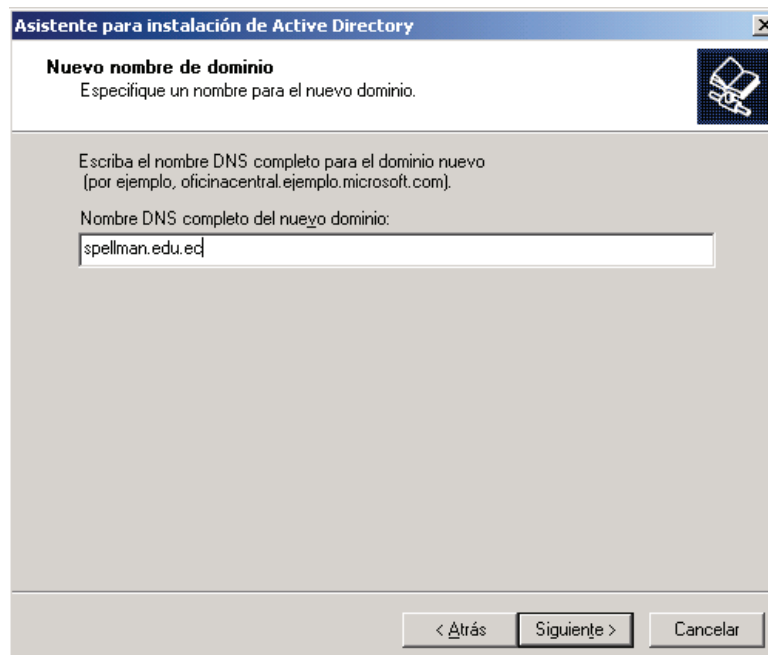 Asistente para instalación de Active Directory
Nuevo nombre de dominio
Especifique un nombre para el nuevo dominio.
Escriba el nombre DNS completo para el dominio nuevo
(por ejemplo, oficinacentral.ejemplo.microsoft.com).
Nombre DNS completo del nuevo dominio:
spellman.edu.ec
< Atrás Siguiente > Cancelar